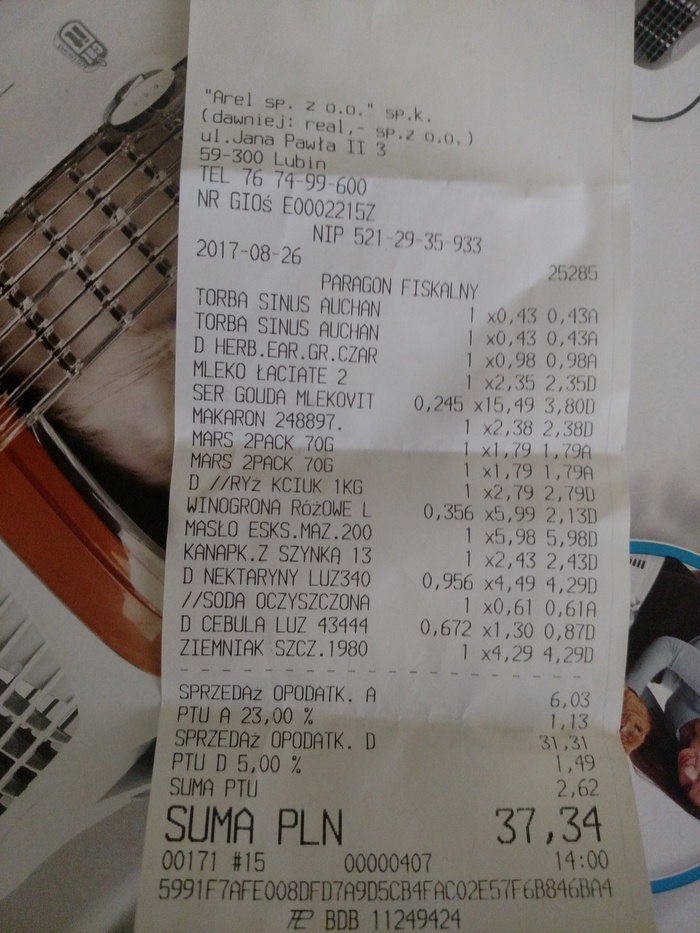 "Arel sp. z o.o." sp.k.
(dawniej: real,- sp.z o.o.)
ul.Jana Pawła II 3
59-300 Lubin
TEL 76 74-99-600
NR GIOś E0002215Z
NIP 521-29-35-933
2017-08-26 25285
PARAGON FISKALNY
TORBA SINUS AUCHAN 1 x0,43 0,43A
TORBA SINUS AUCHAN 1 x0,43 0,43A
D HERB.EAR.GR.CZAR 1 x0,98 0,98A
MLEKO ŁACIATE 2 1 x2,35 2,35D
SER GOUDA MLEKOVIT 0,245 x15,49 3,80D
MAKARON 248897. 1 x2,38 2,38D
MARS 2PACK 70G 1 x1,79 1,79A
MARS 2PACK 70G 1 x1,79 1,79A
D //RYż KCIUK 1KG 1 x2,79 2,79D
WINOGRONA RóżOWE L 0,356 x5,99 2,13D
MASŁO EKSS.MAZ.200 1 x5,98 5,98D
KANAPK.Z SZYNKĄ 13 1 x2,43 2,43D
D NEKTARYNY LUZ340 0,956 x4,49 4,29D
//SODA OCZYSZCZONA 1 x0,61 0,61A
D CEBULA LUZ 43444 0,672 x1,30 0,87D
ZIEMNIAK SZCZ.1980 1 x4,29 4,29D
SPRZEDAż OPODATK. A 6,03
PTU A 23,00 % 1,13
SPRZEDAż OPODATK. D 31,31
PTU D 5,00 % 1,49
SUMA PTU 2,62
SUMA PLN 37,34
00171 #15 00000407 14:00
5991F7AFE008DFD7A9D5CB4FAC02E57F6B846BA4
BDB 11249424